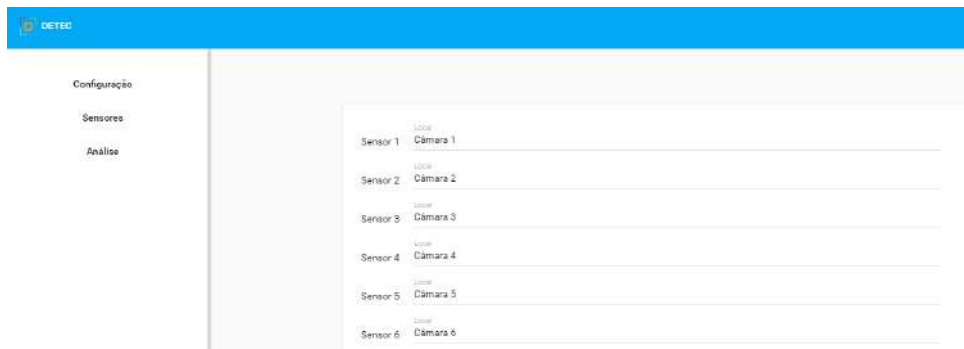 DETEC
Configuração
Sensores
Análise
Local
Sensor 1 Câmara 1
Local
Sensor 2 Câmara 2
Local
Sensor 3 Câmara 3
Local
Sensor 4 Câmara 4
Local
Sensor 5 Câmara 5
Local
Sensor 6 Câmara 6